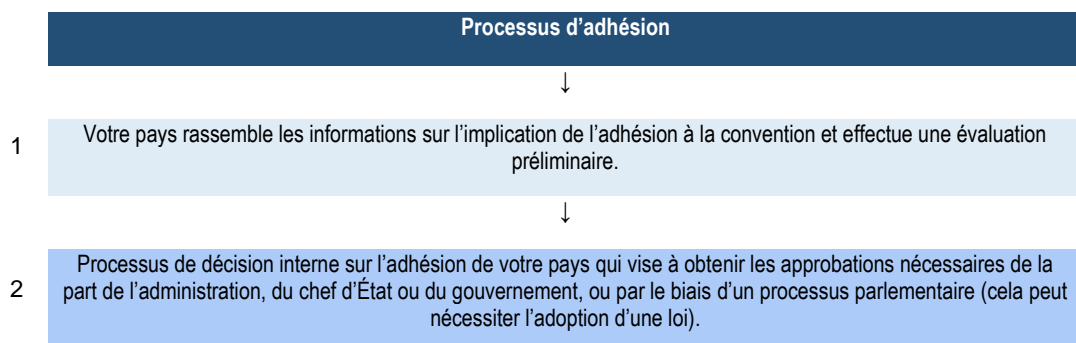 Processus d’adhésion
↓
1
Votre pays rassemble les informations sur l’implication de l’adhésion à la convention et effectue une évaluation
préliminaire.
↓
2
Processus de décision interne sur l’adhésion de votre pays qui vise à obtenir les approbations nécessaires de la
part de l’administration, du chef d’État ou du gouvernement, ou par le biais d’un processus parlementaire (cela peut
nécessiter l’adoption d’une loi).